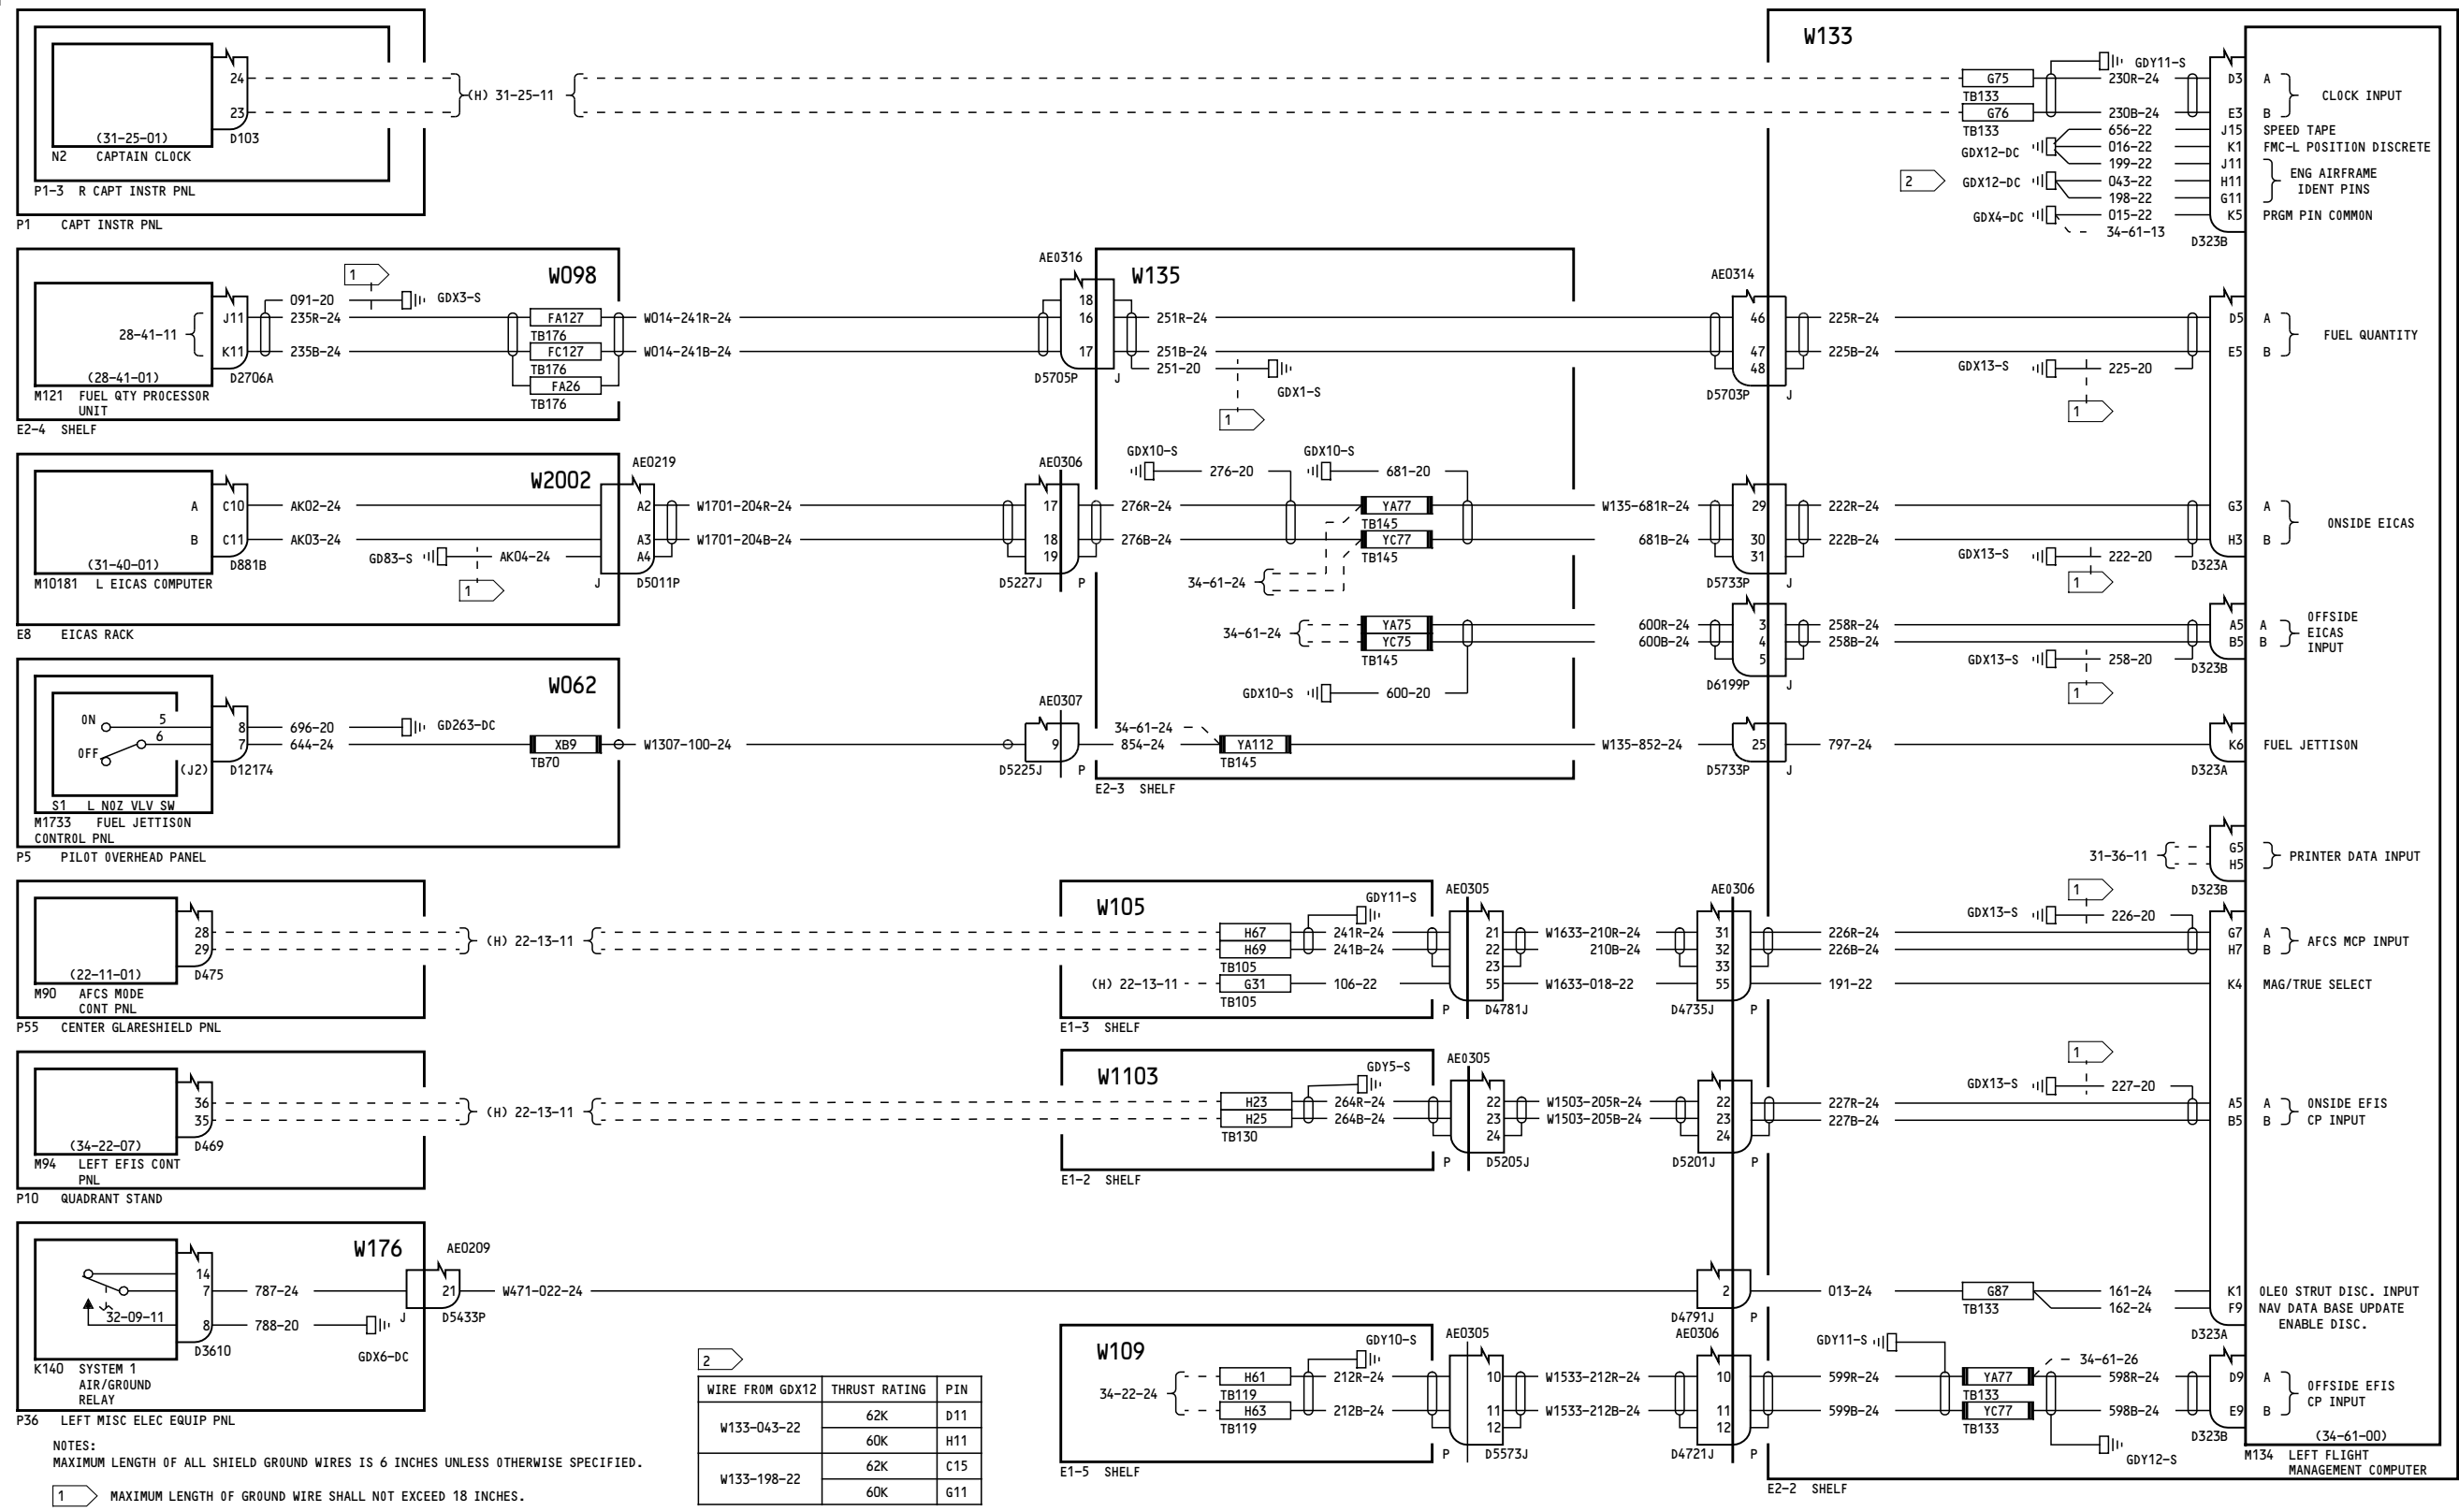 W133
24
23
(31-25-01)
D103
N2 CAPTAIN CLOCK
P1-3 R CAPT INSTR PNL
P1 CAPT INSTR PNL
(H) 31-25-11
G75
TB133
G76
TB133
GDY11-S
230R-24 D3 A
230B-24 E3 B
CLOCK INPUT
656-22 J15 SPEED TAPE
GDX12-DC 016-22 K1 FMC-L POSITION DISCRETE
199-22 J11
2 GDX12-DC 043-22 H11
198-22 G11
ENG AIRFRAME
IDENT PINS
GDX4-DC 015-22 K5 PRGM PIN COMMON
34-61-13
D323B
W098
1
091-20 GDX3-S
28-41-11
J11 235R-24 FA127 W014-241R-24
TB176
K11 235B-24 FC127 W014-241B-24
TB176
FA26
TB176
(28-41-01)
D2706A
M121 FUEL QTY PROCESSOR
UNIT
E2-4 SHELF
AE0316
W135
18
16 251R-24
17 251B-24
251-20
GDX1-S
D5705P J
1
AE0314
46 225R-24 D5 A
47 225B-24 E5 B
48
FUEL QUANTITY
GDX13-S 225-20
D5703P J
1
W2002
AE0219
A C10 AK02-24 A2 W1701-204R-24
B C11 AK03-24 A3 W1701-204B-24
GD83-S AK04-24 A4
(31-40-01)
D881B
M10181 L EICAS COMPUTER
1
J D5011P
E8 EICAS RACK
AE0306
17 276R-24
18 276B-24
19
D5227J P
GDX10-S 276-20
GDX10-S 681-20
YA77
TB145
YC77
TB145
34-61-24
W135-681R-24 29 222R-24 G3 A
681B-24 30 222B-24 H3 B
31
ONSIDE EICAS
GDX13-S 222-20
D323A
D5733P J
1
34-61-24
YA75
YC75
TB145
600R-24 3 258R-24 A5 A
600B-24 4 258B-24 B5 B
5
OFFSIDE
EICAS
INPUT
GDX13-S 258-20
D323B
GDX10-S 600-20
D6199P J
1
W062
ON 5
6
OFF
(J2)
8 696-20 GD263-DC
7 644-24 XB9 W1307-100-24
TB70
D12174
S1 L NOZ VLV SW
M1733 FUEL JETTISON
CONTROL PNL
P5 PILOT OVERHEAD PANEL
AE0307
9
D5225J P
34-61-24
854-24 YA112
TB145
E2-3 SHELF
W135-852-24 25 797-24 K6 FUEL JETTISON
D5733P J
D323A
31-36-11 G5
H5
PRINTER DATA INPUT
D323B
28
29
(22-11-01)
D475
M90 AFCS MODE
CONT PNL
P55 CENTER GLARESHIELD PNL
(H) 22-13-11
W105
GDY11-S
H67 241R-24
H69 241B-24
TB105
(H) 22-13-11 G31 106-22
TB105
E1-3 SHELF
AE0305
21 W1633-210R-24
22 210B-24
23
55 W1633-018-22
P D4781J
AE0306
31 226R-24 G7 A
32 226B-24 H7 B
33
55 191-22 K4 MAG/TRUE SELECT
D4735J P
1
GDX13-S 226-20
AFCS MCP INPUT
36
35
(34-22-07)
D469
M94 LEFT EFIS CONT
PNL
P10 QUADRANT STAND
(H) 22-13-11
W1103
GDY5-S
H23 264R-24
H25 264B-24
TB130
E1-2 SHELF
AE0305
22 W1503-205R-24
23 W1503-205B-24
24
P D5205J
22 227R-24 A5 A
23 227B-24 B5 B
24
D5201J P
1
GDX13-S 227-20
ONSIDE EFIS
CP INPUT
W176
AE0209
14
7 787-24 21 W471-022-24
32-09-11
8 788-20
GDX6-DC
J D5433P
D3610
K140 SYSTEM 1
AIR/GROUND
RELAY
P36 LEFT MISC ELEC EQUIP PNL
2 013-24 G87 161-24 K1 OLEO STRUT DISC. INPUT
TB133 162-24 F9 NAV DATA BASE UPDATE
ENABLE DISC.
D4791J P
D323A
W109
GDY10-S
34-22-24
H61 212R-24
TB119
H63 212B-24
TB119
E1-5 SHELF
AE0305
10 W1533-212R-24
11 W1533-212B-24
12
P D5573J
AE0306
10 599R-24
11 599B-24
12
D4721J P
GDY11-S
34-61-26
YA77 598R-24 D9 A
TB133
YC77 598B-24 E9 B
TB133
OFFSIDE EFIS
CP INPUT
GDY12-S
D323B
(34-61-00)
M134 LEFT FLIGHT
MANAGEMENT COMPUTER
E2-2 SHELF
2
WIRE FROM GDX12 THRUST RATING PIN
W133-043-22 62K D11
60K H11
W133-198-22 62K C15
60K G11
NOTES:
MAXIMUM LENGTH OF ALL SHIELD GROUND WIRES IS 6 INCHES UNLESS OTHERWISE SPECIFIED.
1 MAXIMUM LENGTH OF GROUND WIRE SHALL NOT EXCEED 18 INCHES.